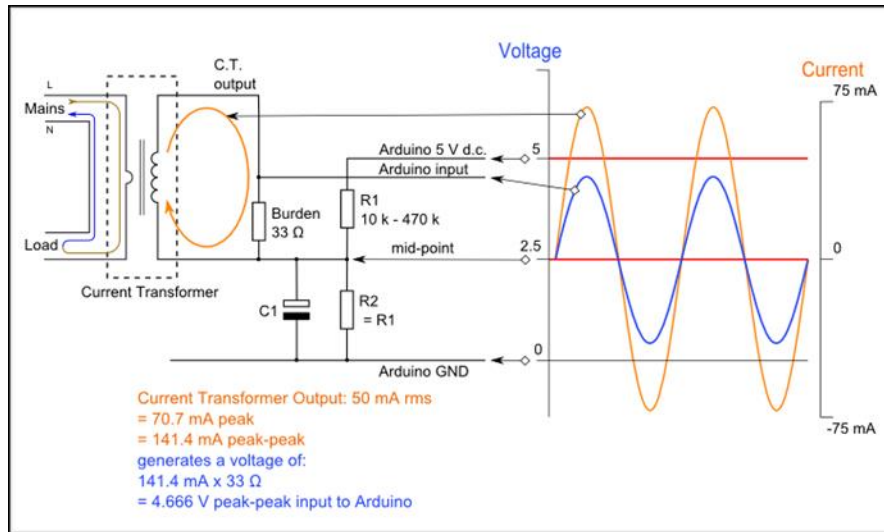 Voltage
Current
C.T.
output
75 mA
L
Mains
N
Arduino 5 V d.c.
5
Arduino input
R1
10 k - 470 k
Burden
33 Ω
Load
mid-point
2.5
0
Current Transformer
C1
R2
= R1
0
Arduino GND
Current Transformer Output: 50 mA rms
= 70.7 mA peak
= 141.4 mA peak-peak
generates a voltage of:
141.4 mA x 33 Ω
= 4.666 V peak-peak input to Arduino
-75 mA